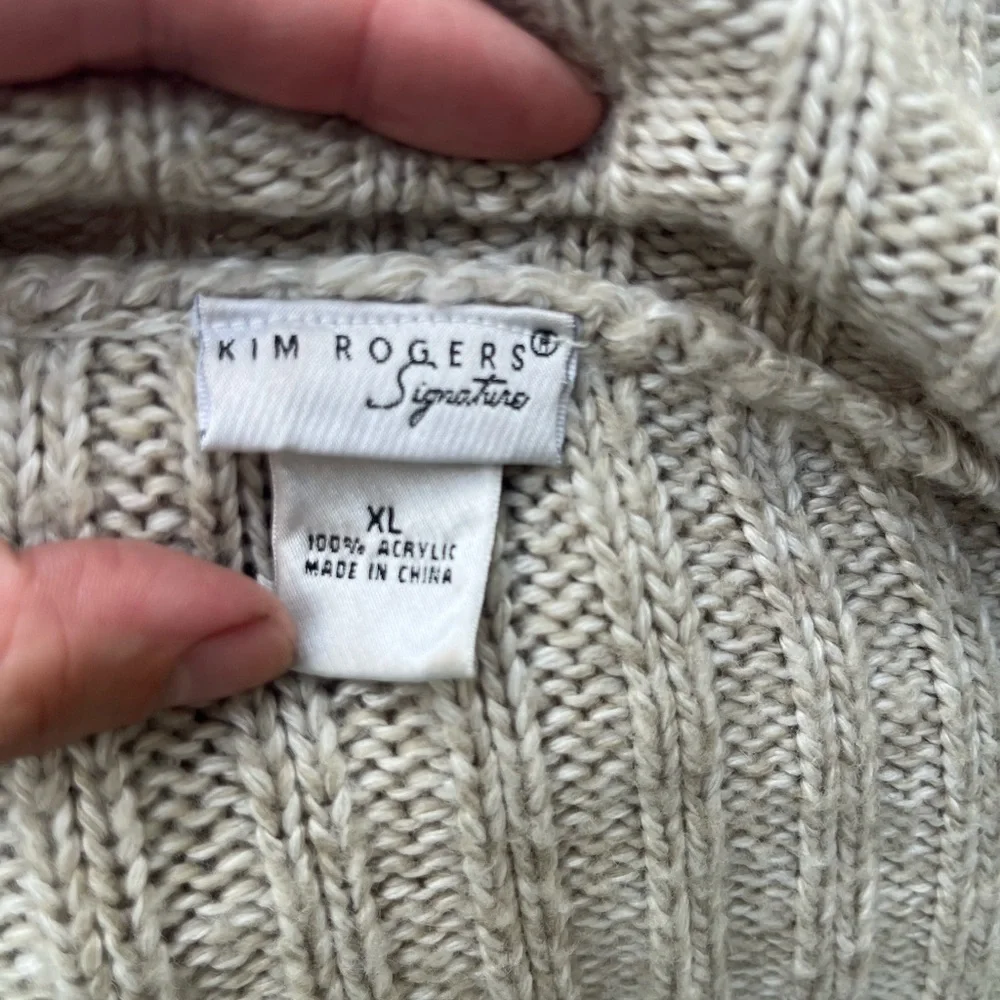 KIM ROGERS®
Signature
XL
100% ACRYLIC
MADE IN CHINA